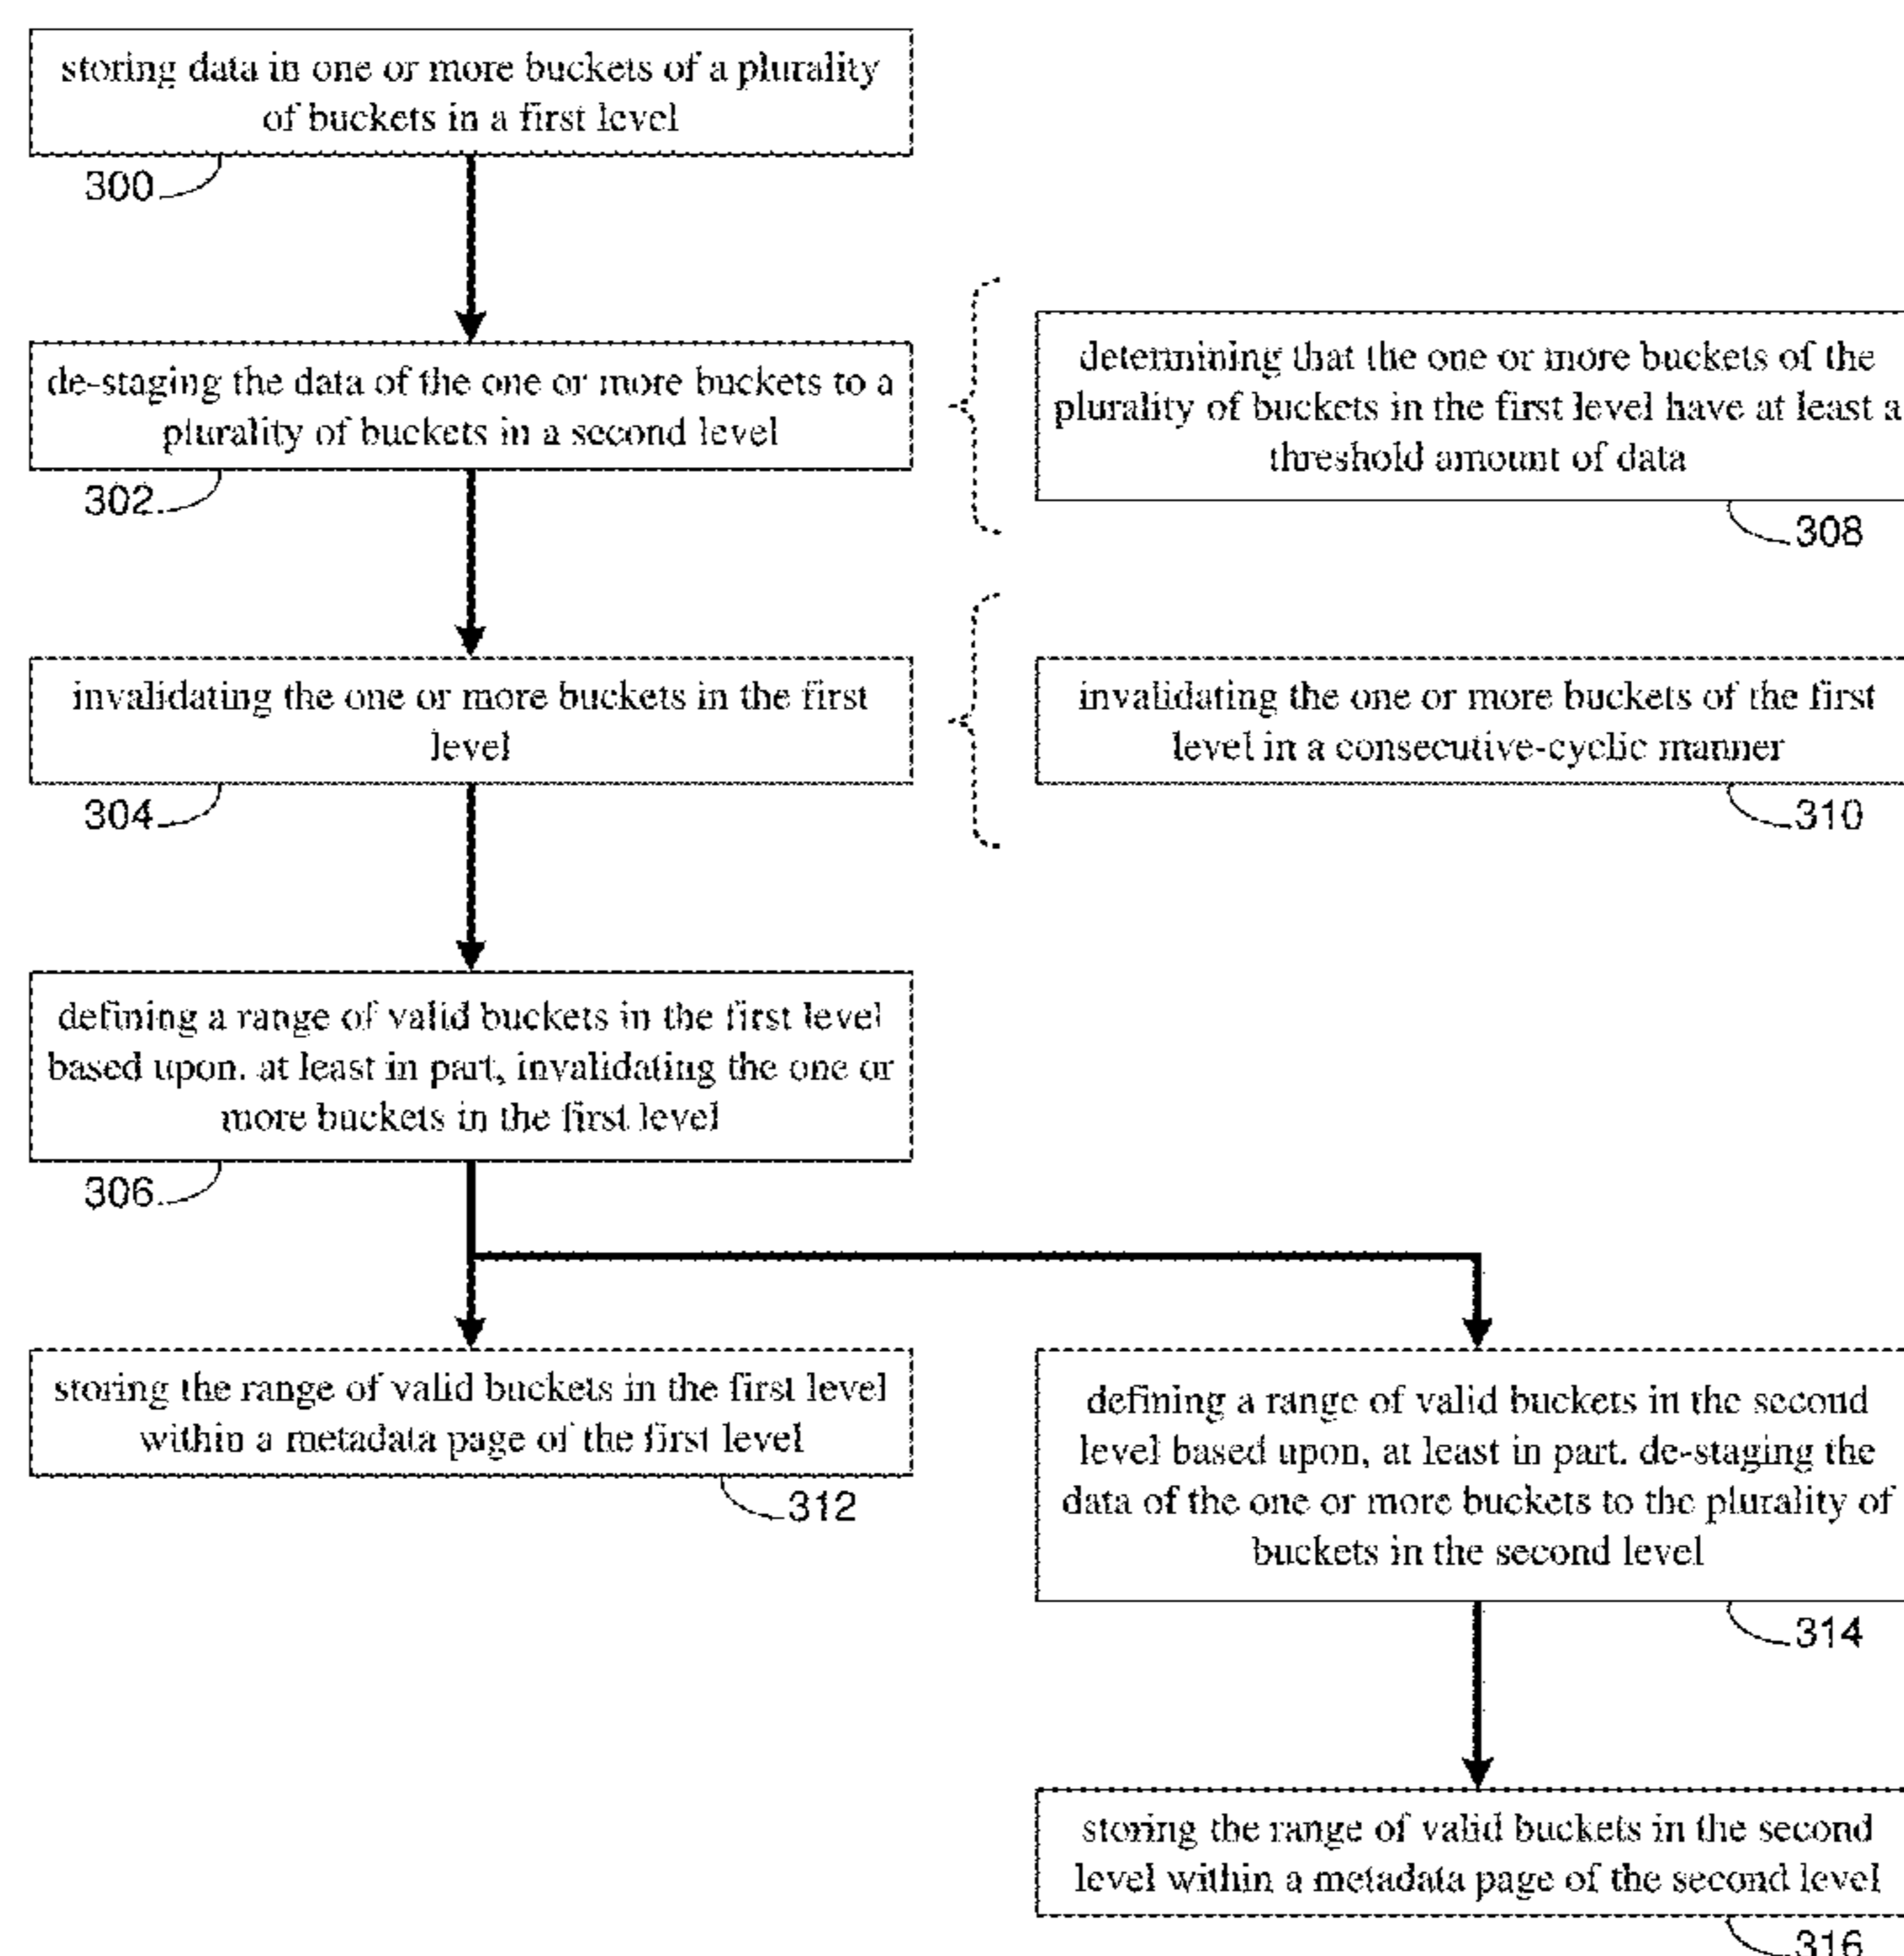 storing data in one or more buckets of a plurality
of buckets in a first level
300
de-staging the data of the one or more buckets to a
plurality of buckets in a second level
302
determining that the one or more buckets of the
plurality of buckets in the first level have at least a
threshold amount of data
308
invalidating the one or more buckets in the first
level
304
invalidating the one or more buckets of the first
level in a consecutive-cyclic manner
310
defining a range of valid buckets in the first level
based upon. at least in part, invalidating the one or
more buckets in the first level
306
storing the range of valid buckets in the first level
within a metadata page of the first level
312
defining a range of valid buckets in the second
level based upon, at least in part. de-staging the
data of the one or more buckets to the plurality of
buckets in the second level
314
storing the range of valid buckets in the second
level within a metadata page of the second level
316